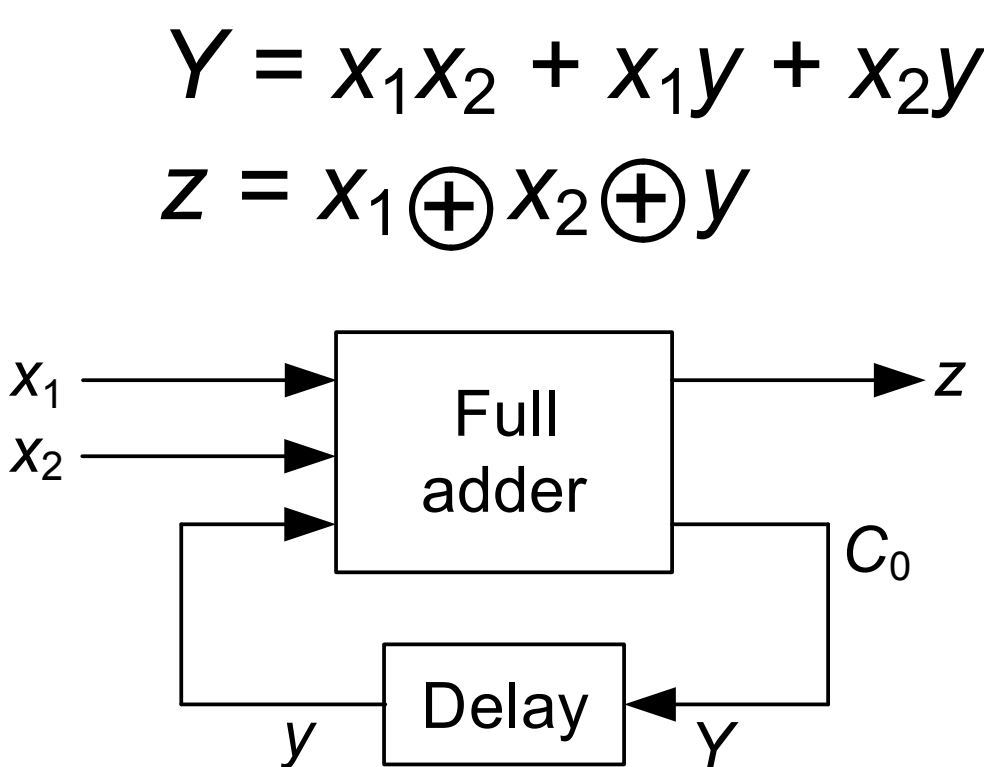 Y = x₁x₂ + x₁y + x₂y
z = x₁⊕x₂⊕y
x₁
z
x₂
Full
adder
C₀
Delay
y
Y